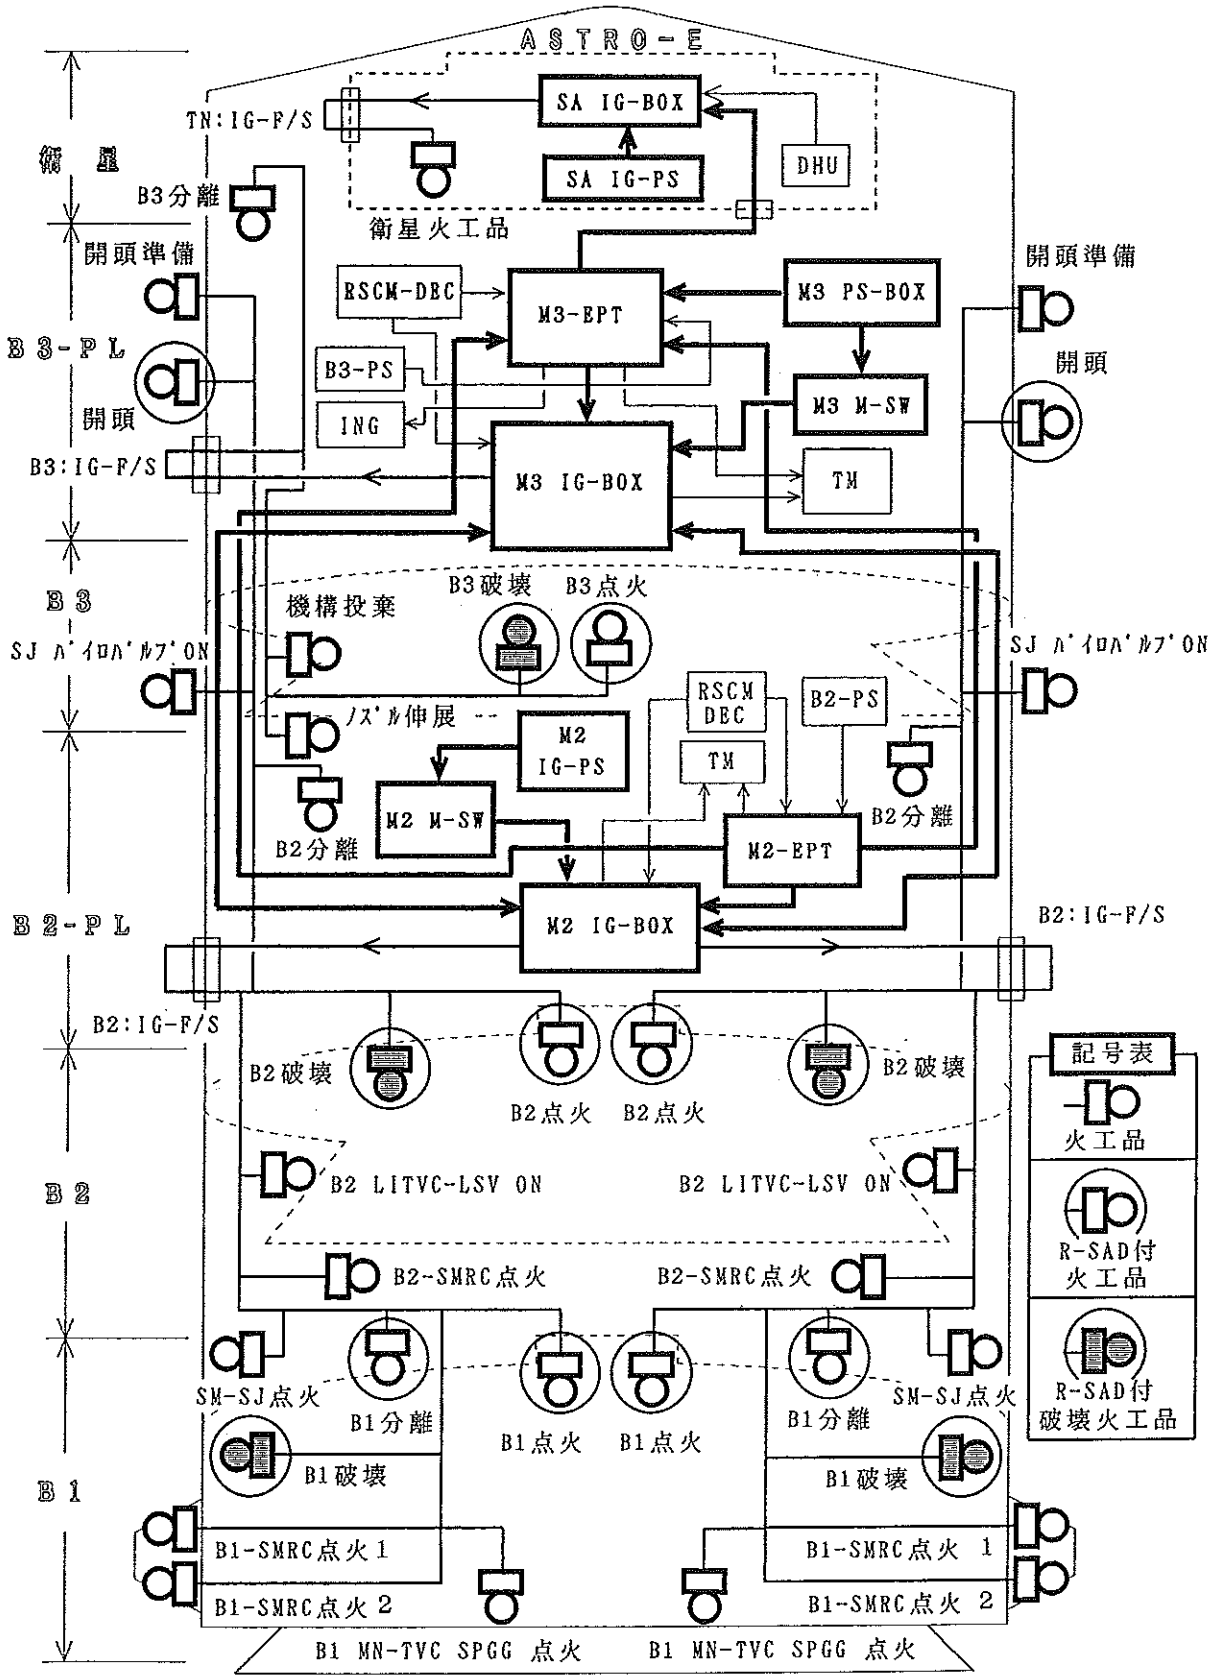 ASTRO-E
SA IG-BOX
TN:IG-F/S
衛 星
DHU
SA IG-PS
B3分離
衛星火工品
開頭準備
開頭準備
RSCM-DEC
M3-EPT
M3 PS-BOX
B3-PL
B3-PS
開頭
M3 M-SW
開頭
ING
B3:IG-F/S
M3 IG-BOX
TM
B3破壊
B3点火
B3
機構投棄
SJ パイロバルブON
SJ パイロバルブON
RSCM
DEC
B2-PS
ノズル伸展
M2
IG-PS
TM
M2 M-SW
B2分離
B2分離
M2-EPT
B2-PL
M2 IG-BOX
B2:IG-F/S
B2:IG-F/S
記号表
B2破壊
B2破壊
B2点火
B2点火
火工品
B2 LITVC-LSV ON
B2 LITVC-LSV ON
B2
R-SAD付
火工品
B2-SMRC点火
B2-SMRC点火
SM-SJ点火
SM-SJ点火
R-SAD付
破壊火工品
B1分離
B1分離
B1点火
B1点火
B1破壊
B1破壊
B1
B1-SMRC点火1
B1-SMRC点火 1
B1-SMRC点火2
B1-SMRC点火 2
B1 MN-TVC SPGG 点火
B1 MN-TVC SPGG 点火